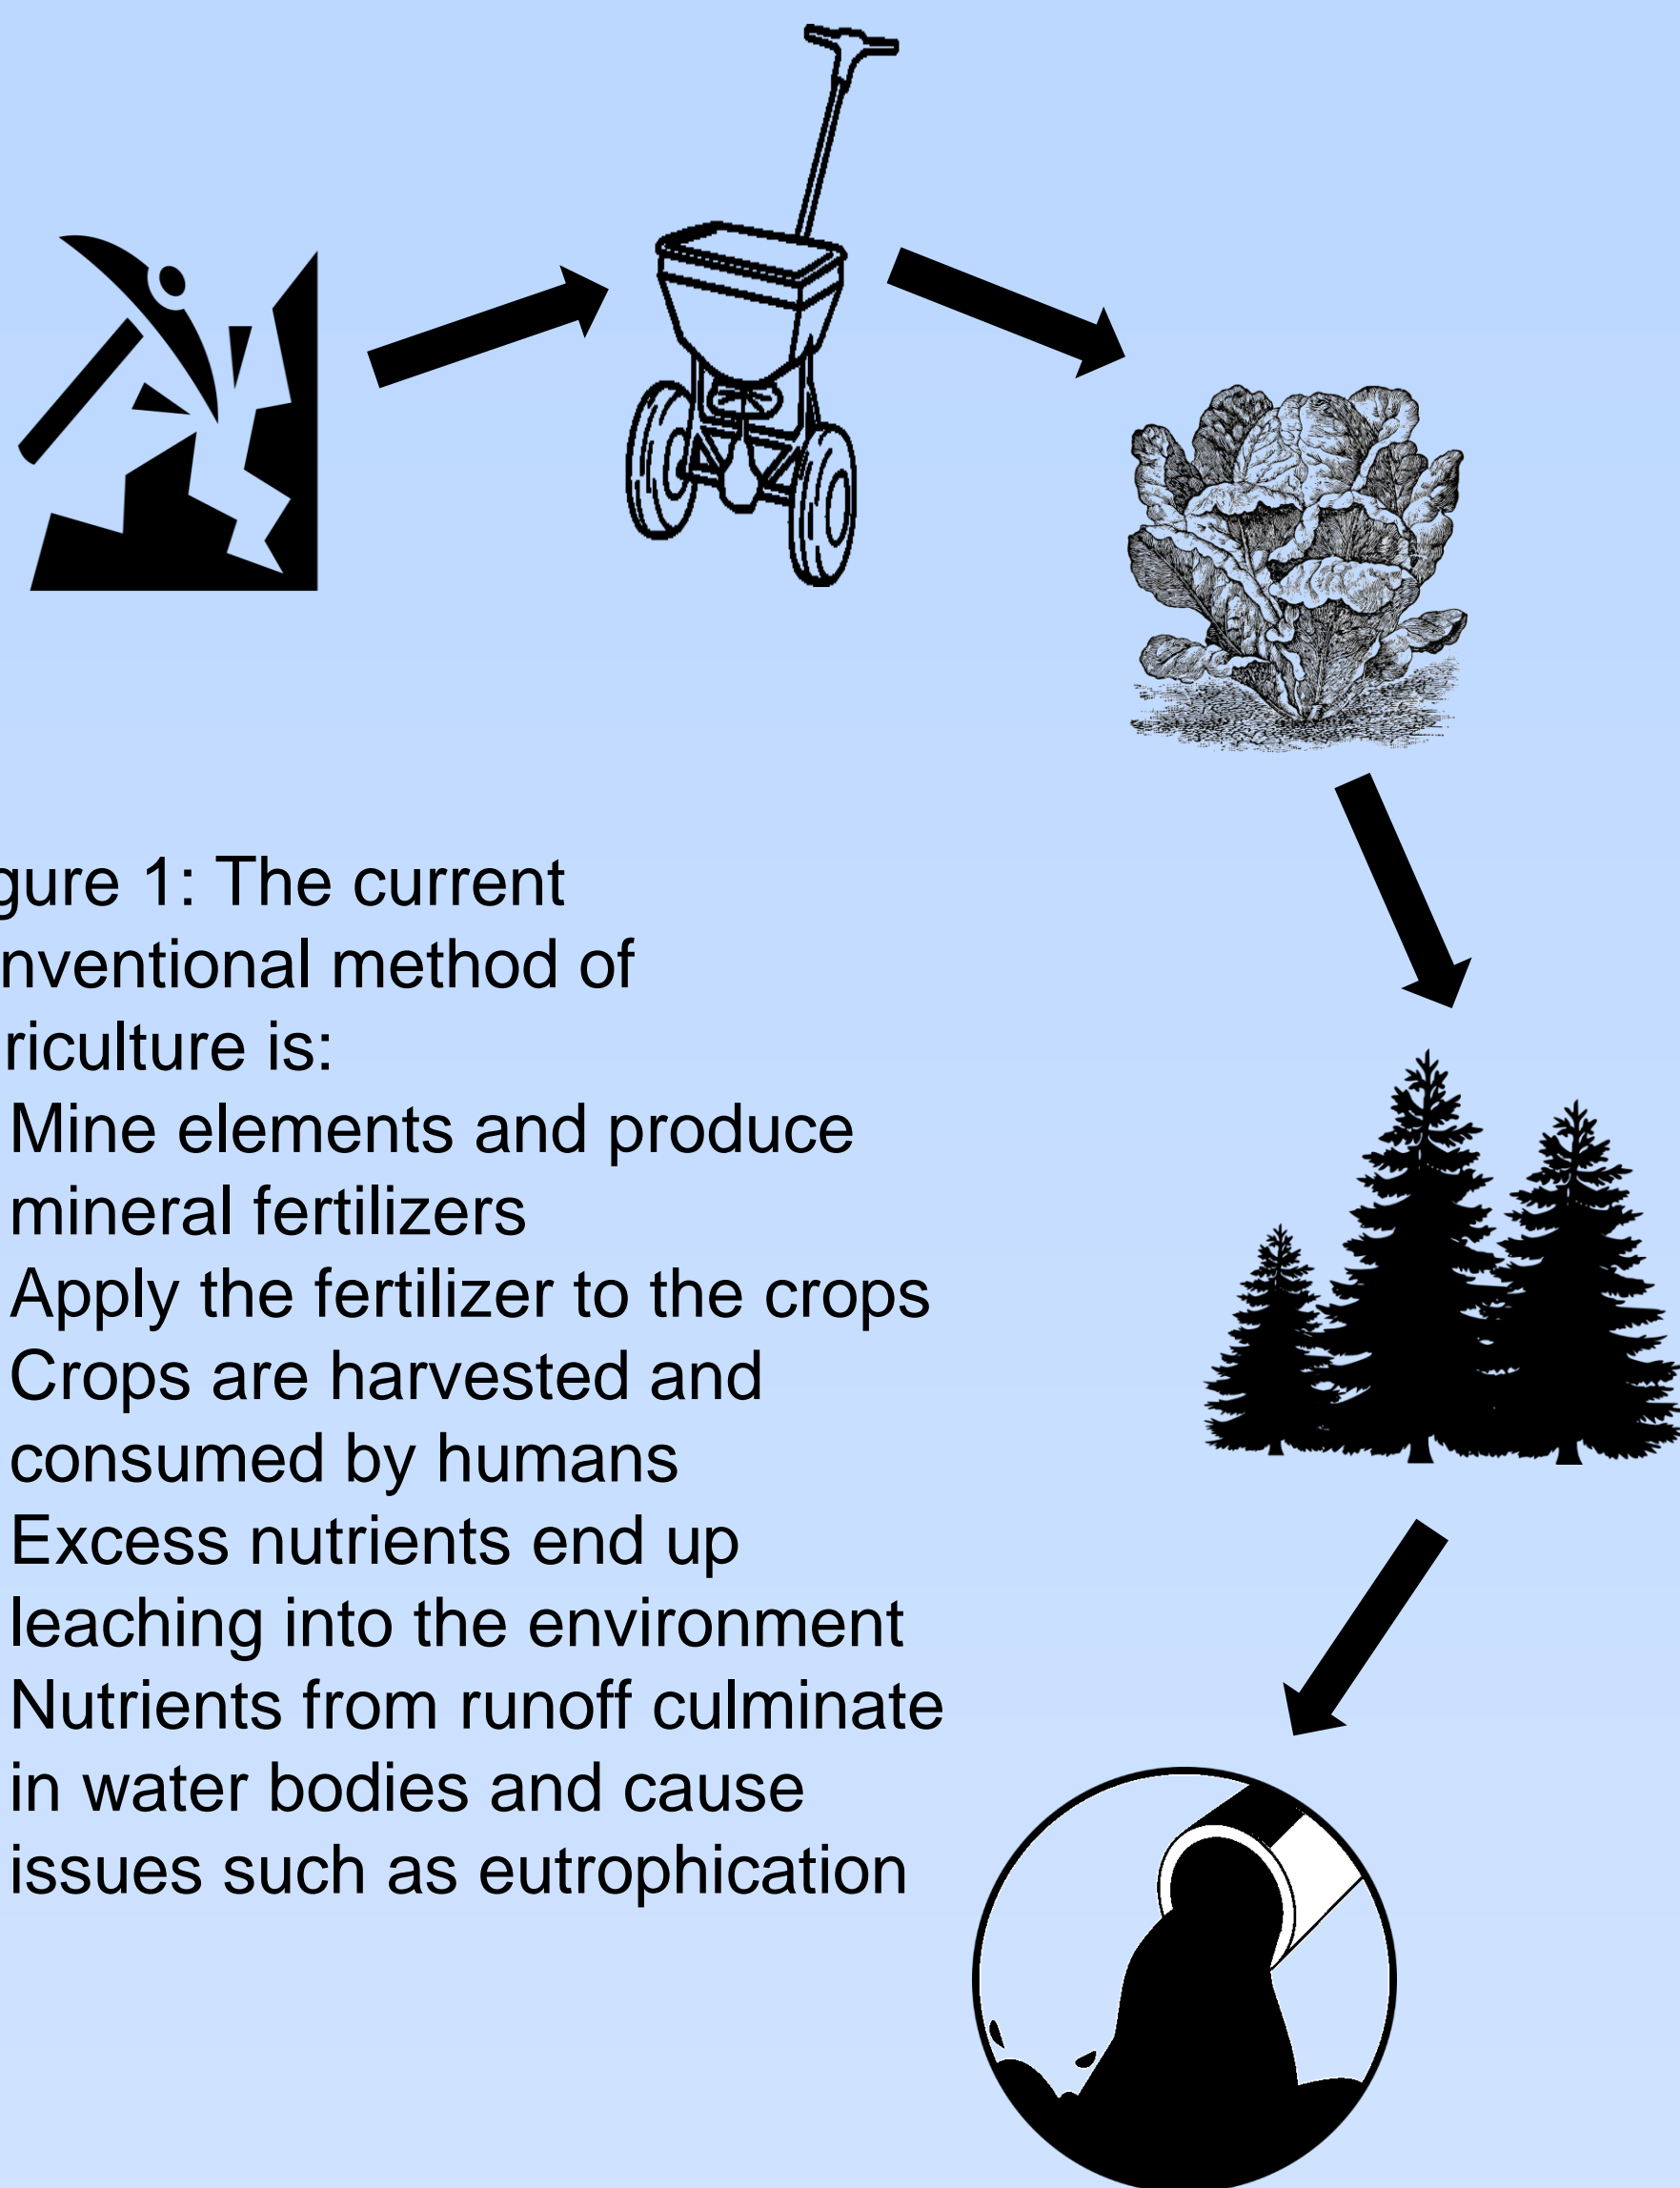 gure 1: The current
nventional method of
riculture is:
Mine elements and produce
mineral fertilizers
Apply the fertilizer to the crops
Crops are harvested and
consumed by humans
Excess nutrients end up
leaching into the environment
Nutrients from runoff culminate
in water bodies and cause
issues such as eutrophication